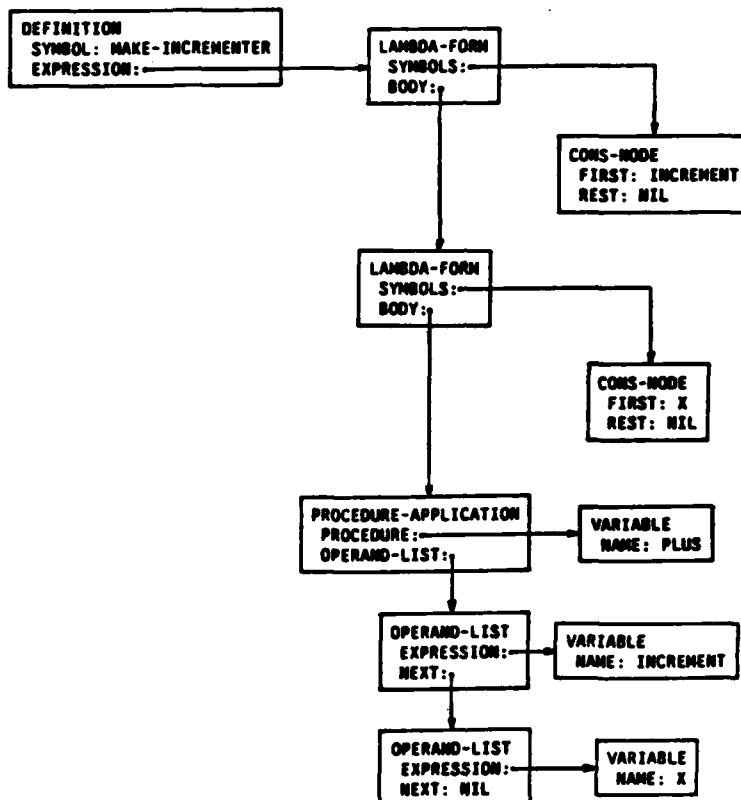 DEFINITION
SYMBOL: MAKE-INCREMENTER
EXPRESSION:
LAMBDA-FORM
SYMBOLS:
BODY:
CONS-NODE
FIRST: INCREMENT
REST: NIL
LAMBDA-FORM
SYMBOLS:
BODY:
CONS-NODE
FIRST: X
REST: NIL
PROCEDURE-APPLICATION
PROCEDURE:
OPERAND-LIST:
VARIABLE
NAME: PLUS
OPERAND-LIST
EXPRESSION:
NEXT:
VARIABLE
NAME: INCREMENT
OPERAND-LIST
EXPRESSION:
NEXT: NIL
VARIABLE
NAME: X